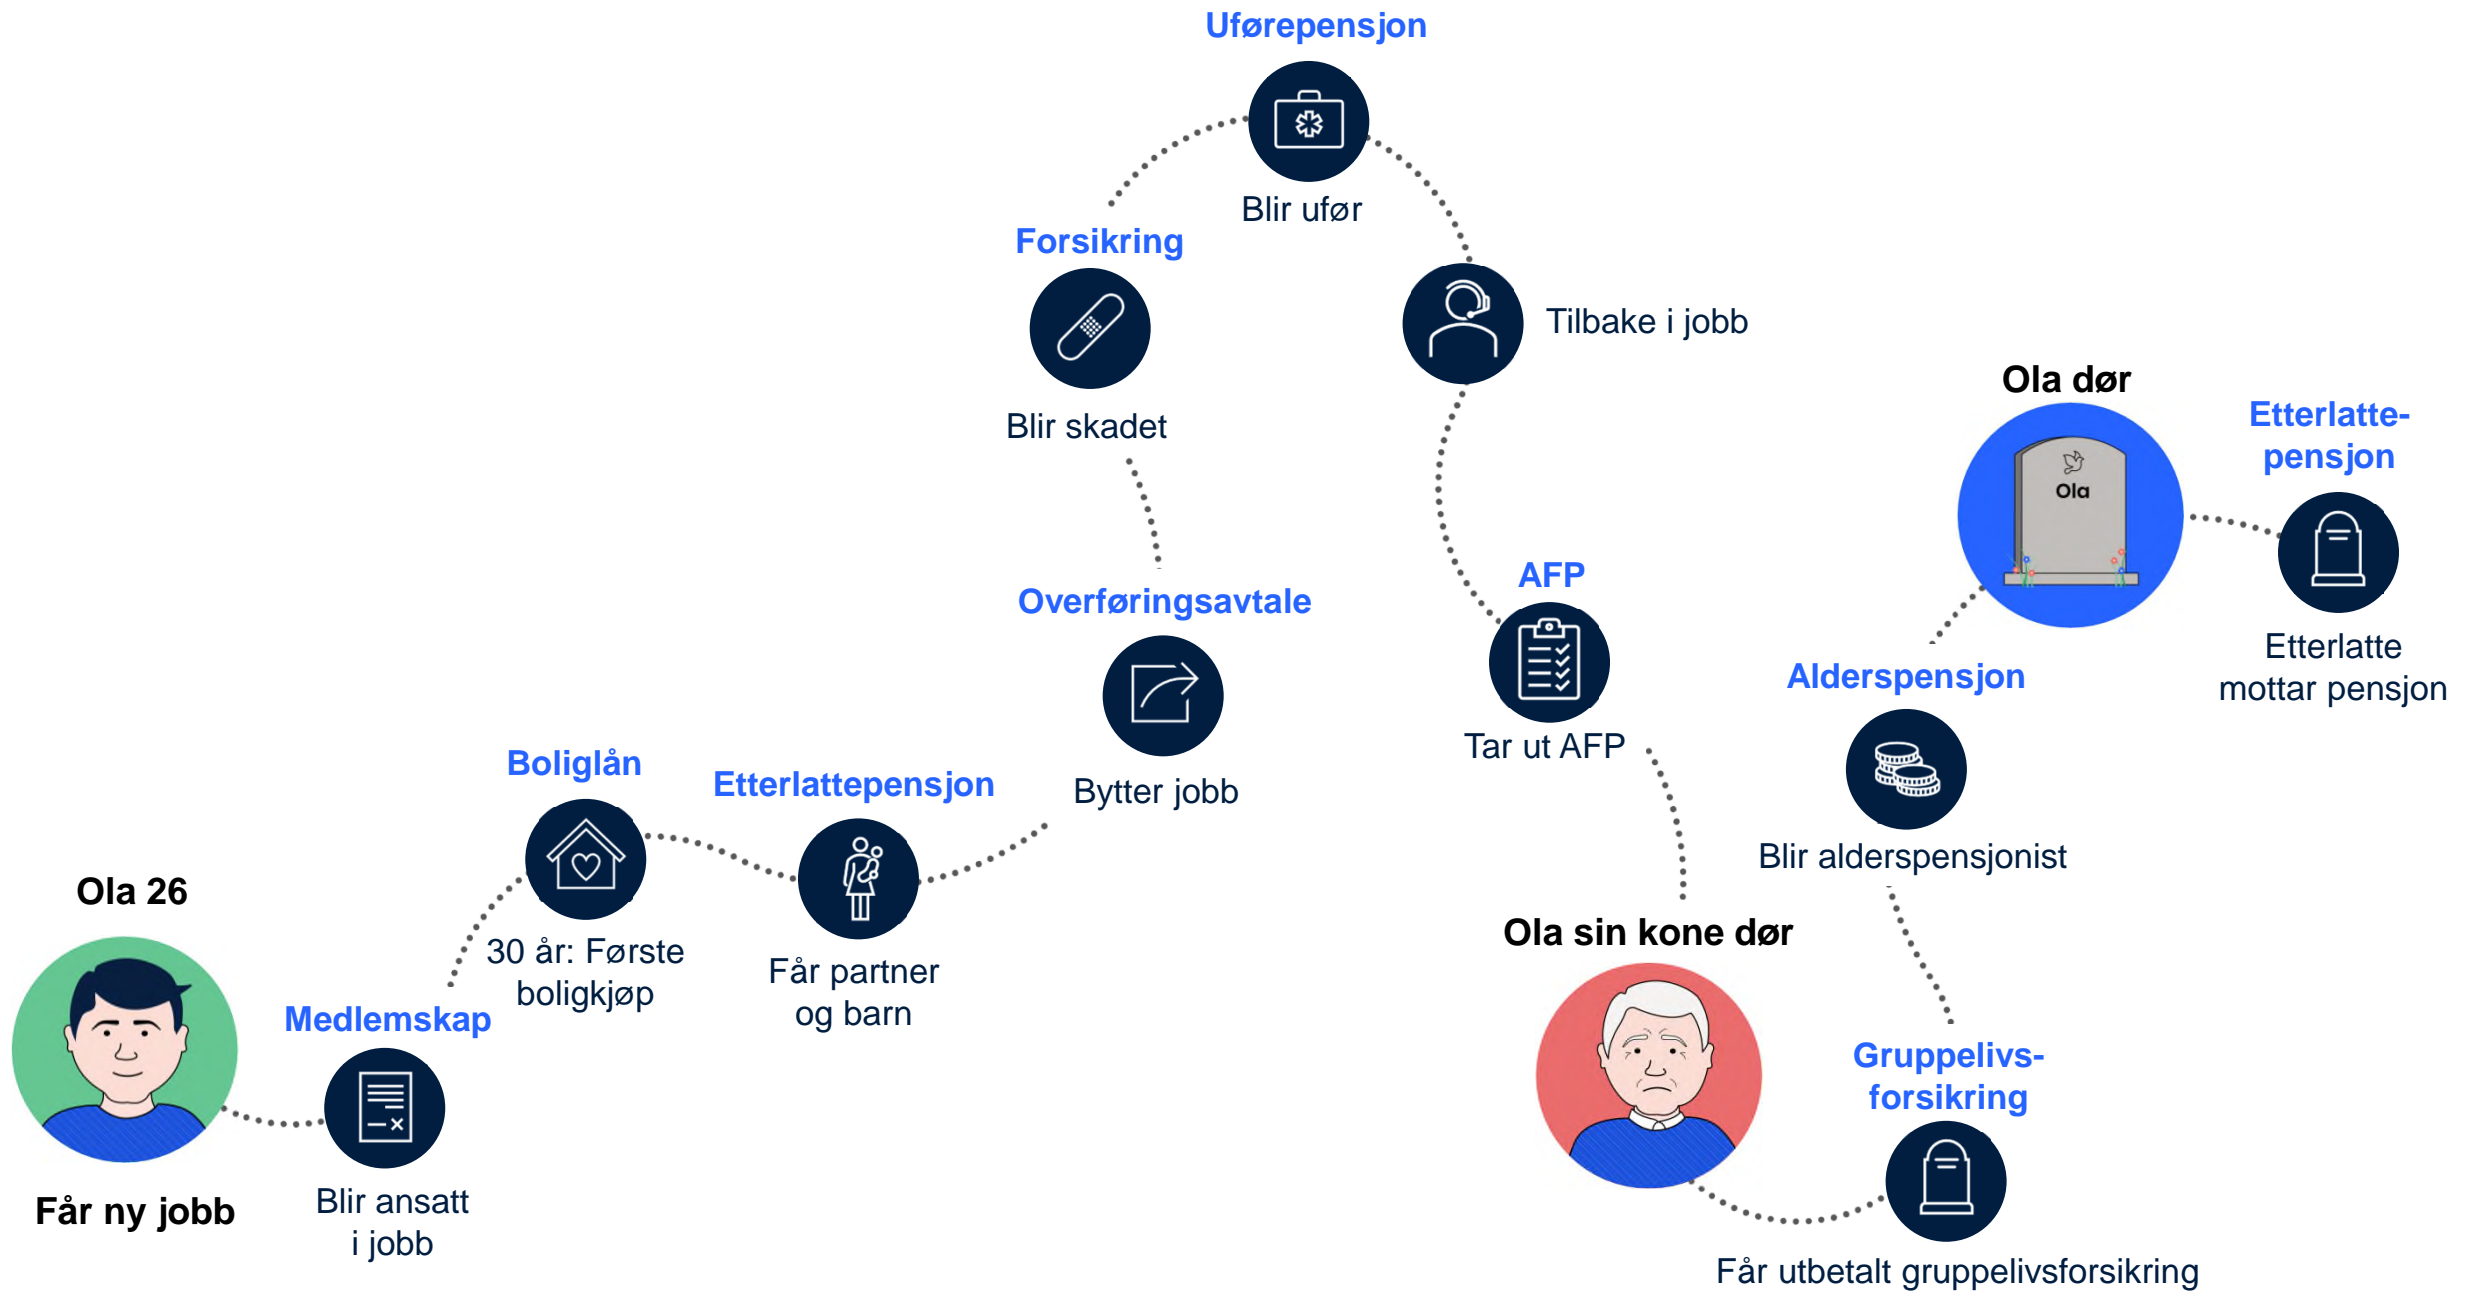 Ola 26
Får ny jobb
Medlemskap
Blir ansatt
i jobb
Boliglån
30 år: Første
boligkjøp
Etterlattepensjon
Får partner
og barn
Overføringsavtale
Bytter jobb
Forsikring
Blir skadet
Uførepensjon
Blir ufør
Tilbake i jobb
AFP
Tar ut AFP
Ola sin kone dør
Gruppelivs-
forsikring
Får utbetalt gruppelivsforsikring
Alderspensjon
Blir alderspensjonist
Ola dør
Ola
Etterlatte-
pensjon
Etterlatte
mottar pensjon